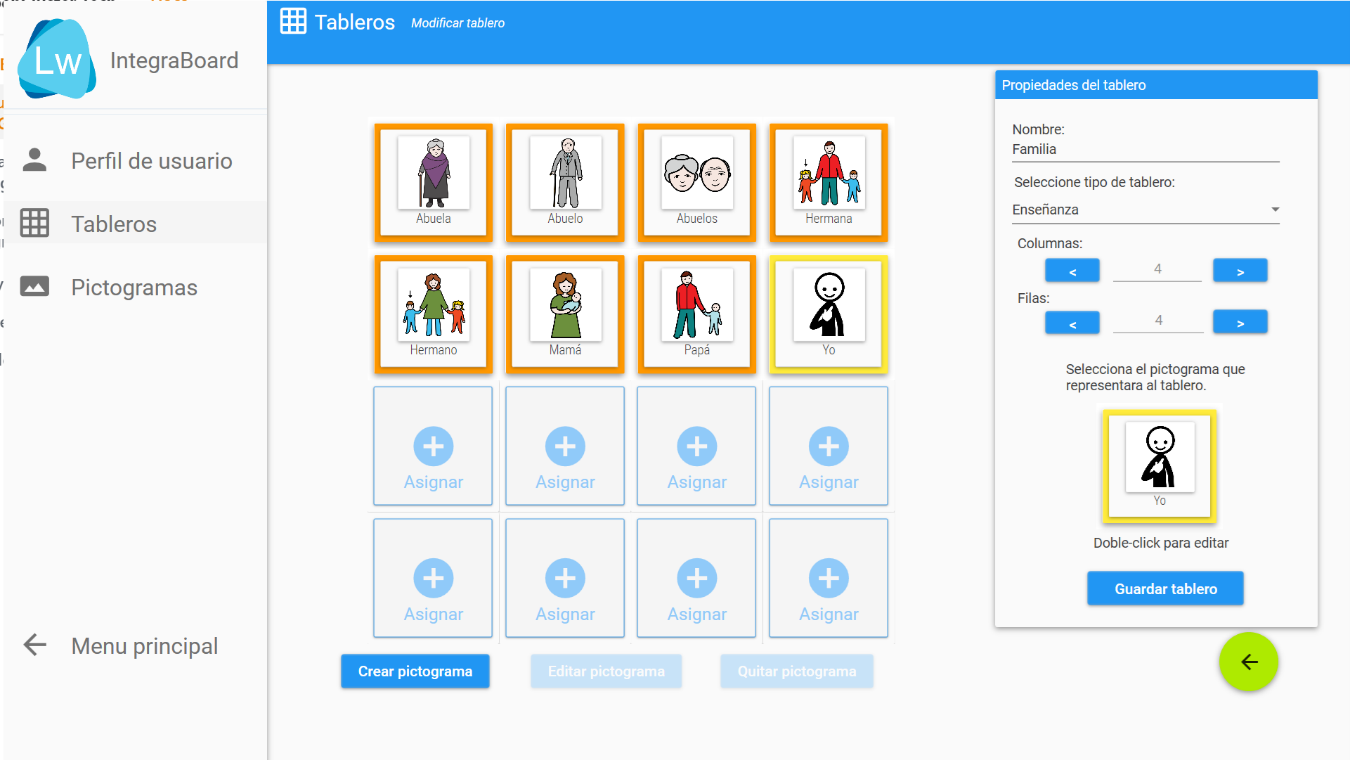 Lw
IntegraBoard
Perfil de usuario
Tableros
Pictogramas
Menu principal
Tableros Modificar tablero
Abuela Abuelo Abuelos Hermana
Hermano Mamá Papá Yo
Asignar Asignar Asignar Asignar
Asignar Asignar Asignar Asignar
Crear pictograma Editar pictograma Quitar pictograma
Propiedades del tablero
Nombre:
Familia
Seleccione tipo de tablero:
Enseñanza
Columnas:
< 4 >
Filas:
< 4 >
Selecciona el pictograma que
representara al tablero.
Yo
Doble-click para editar
Guardar tablero